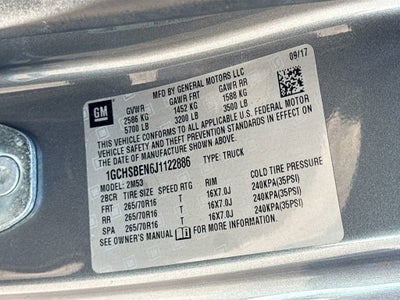 GM
MFD BY GENERAL MOTORS LLC
09/17
GVWR GAWR FRT GAWR RR
2586 KG 1452 KG 1588 KG
5700 LB 3200 LB 3500 LB
THIS VEHICLE CONFORMS TO ALL APPLICABLE U.S. FEDERAL MOTOR
VEHICLE SAFETY AND THEFT PREVENTION STANDARDS IN EFFECT ON
THE DATE OF MANUFACTURE SHOWN ABOVE.
1GCHSBEN6J1122886 TYPE: TRUCK
MODEL: 2M53
2BCR TIRE SIZE SPEED RTG RIM COLD TIRE PRESSURE
FRT 265/70R16 T 16X7.0J 240KPA(35PSI)
RR 265/70R16 T 16X7.0J 240KPA(35PSI)
SPA 265/70R16 T 16X7.0J 240KPA(35PSI)
SEE OWNER'S MANUAL FOR MORE INFORMATION.